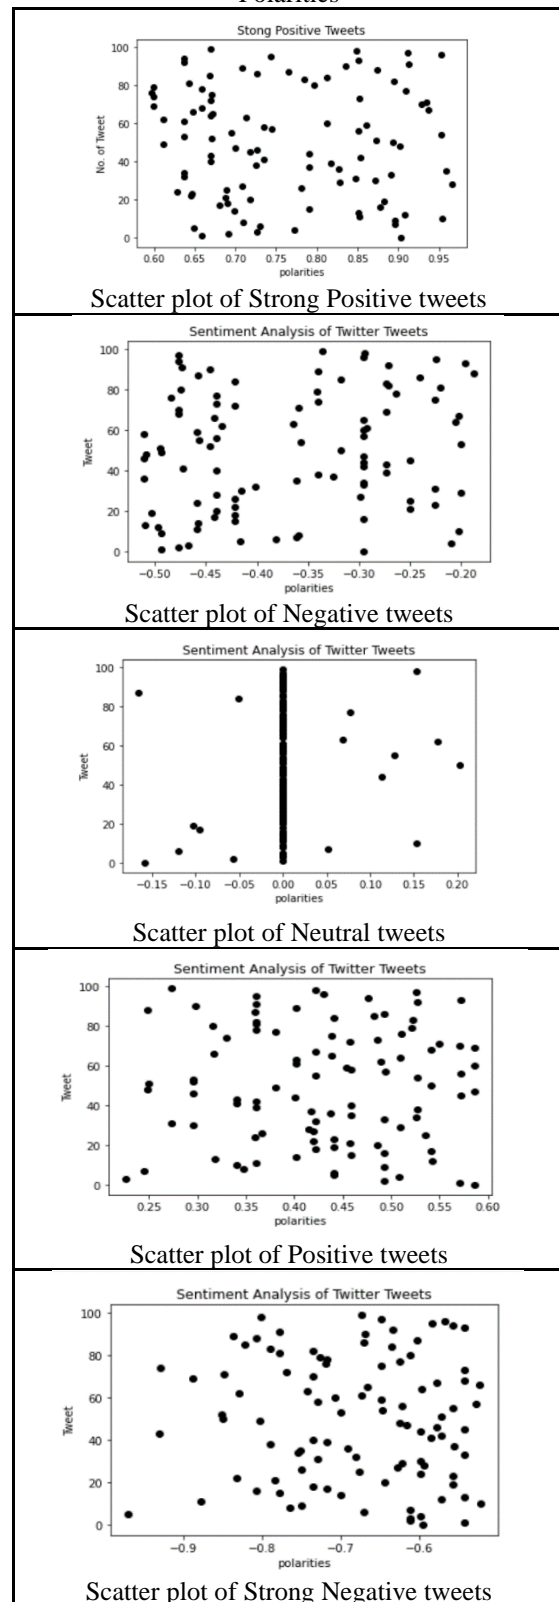 Polarities
Stong Positive Tweets
100
80
60
40
20
0
No. of Tweet
0.60 0.65 0.70 0.75 0.80 0.85 0.90 0.95
polarities
Scatter plot of Strong Positive tweets
Sentiment Analysis of Twitter Tweets
100
80
60
40
20
0
Tweet
−0.50 −0.45 −0.40 −0.35 −0.30 −0.25 −0.20
polarities
Scatter plot of Negative tweets
Sentiment Analysis of Twitter Tweets
100
80
60
40
20
0
Tweet
−0.15 −0.10 −0.05 0.00 0.05 0.10 0.15 0.20
polarities
Scatter plot of Neutral tweets
Sentiment Analysis of Twitter Tweets
100
80
60
40
20
0
Tweet
0.25 0.30 0.35 0.40 0.45 0.50 0.55 0.60
polarities
Scatter plot of Positive tweets
Sentiment Analysis of Twitter Tweets
100
80
60
40
20
0
Tweet
−0.9 −0.8 −0.7 −0.6
polarities
Scatter plot of Strong Negative tweets